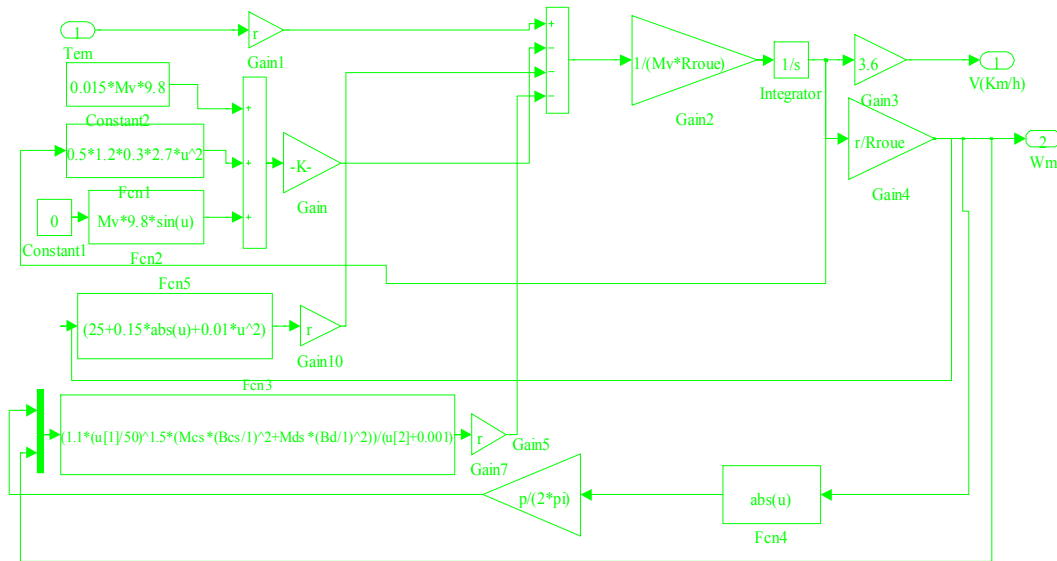 1
Tem
r
Gain1
0.015*Mv*9.8
Constant2
0.5*1.2*0.3*2.7*u^2
Fcn1
0
Constant1
Mv*9.8*sin(u)
Fcn2
+
+
+
-K-
Gain
+
−
−
−
1/(Mv*Rroue)
Gain2
1/s
Integrator
3.6
Gain3
1
V(Km/h)
r/Rroue
Gain4
2
Wm
Fcn5
(25+0.15*abs(u)+0.01*u^2)
r
Gain10
Fcn3
(1.1*(u[1]/50)^1.5*(Mcs*(Bcs/1)^2+Mds*(Bd/1)^2))/(u[2]+0.001)
r
Gain5
Gain7
p/(2*pi)
abs(u)
Fcn4